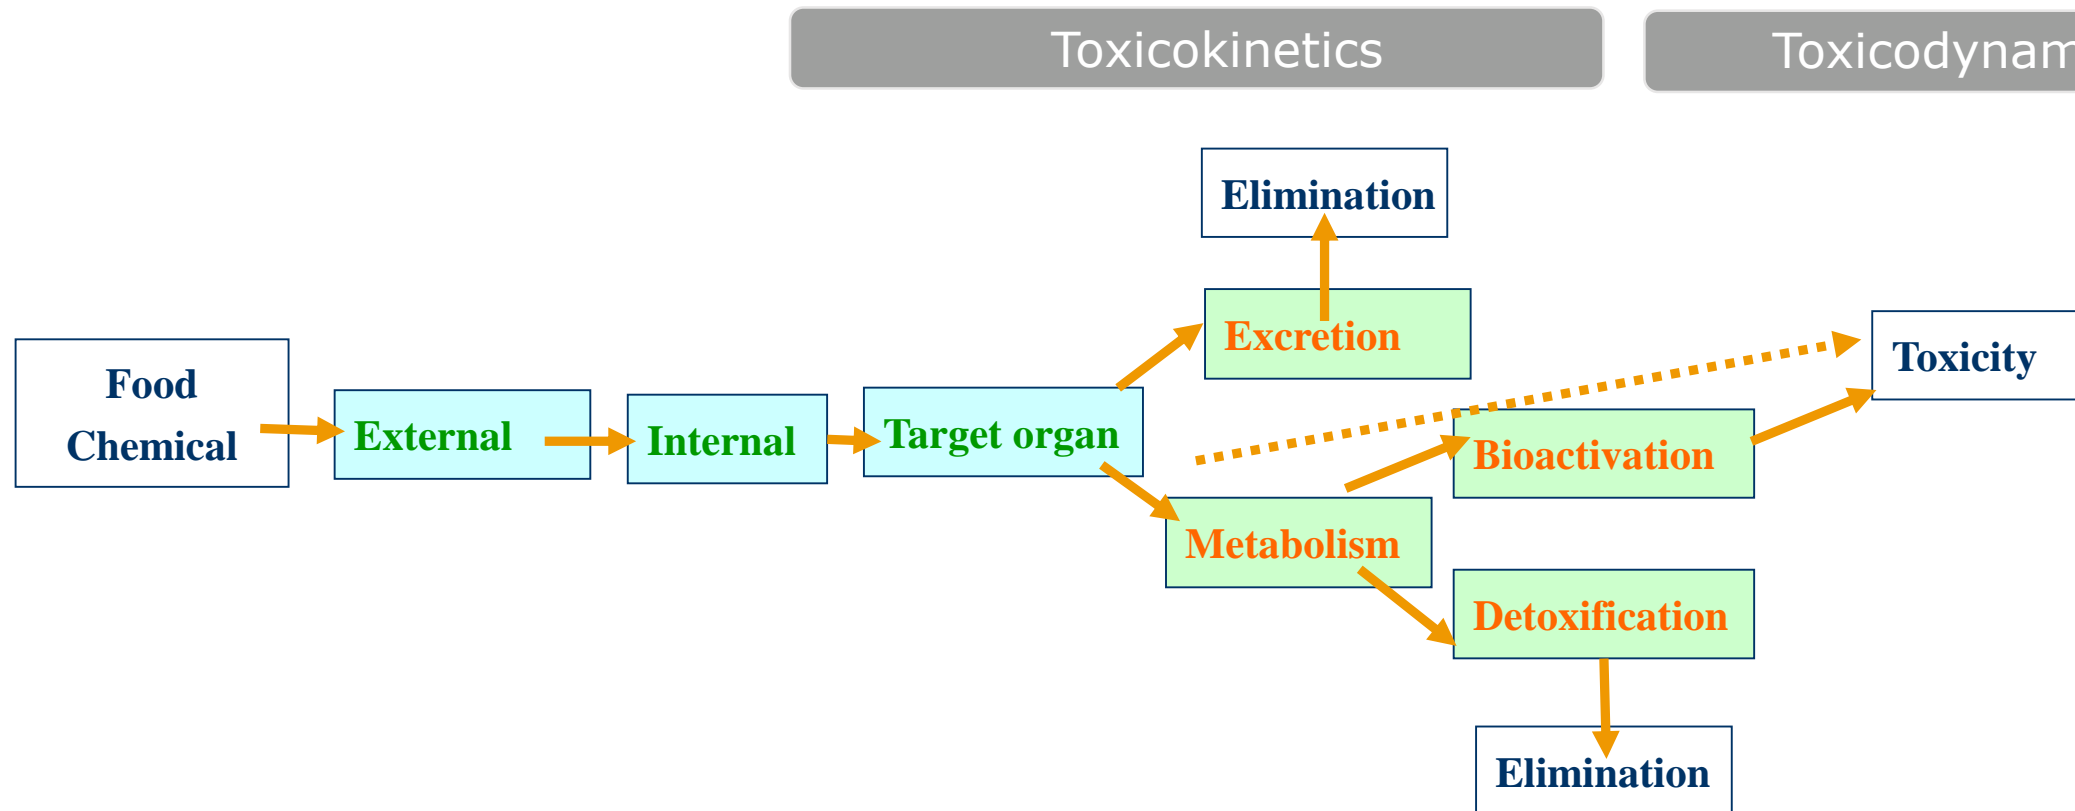 Toxicokinetics
Toxicodynam
Elimination
Excretion
Food
Chemical
External
Internal
Target organ
Toxicity
Bioactivation
Metabolism
Detoxification
Elimination